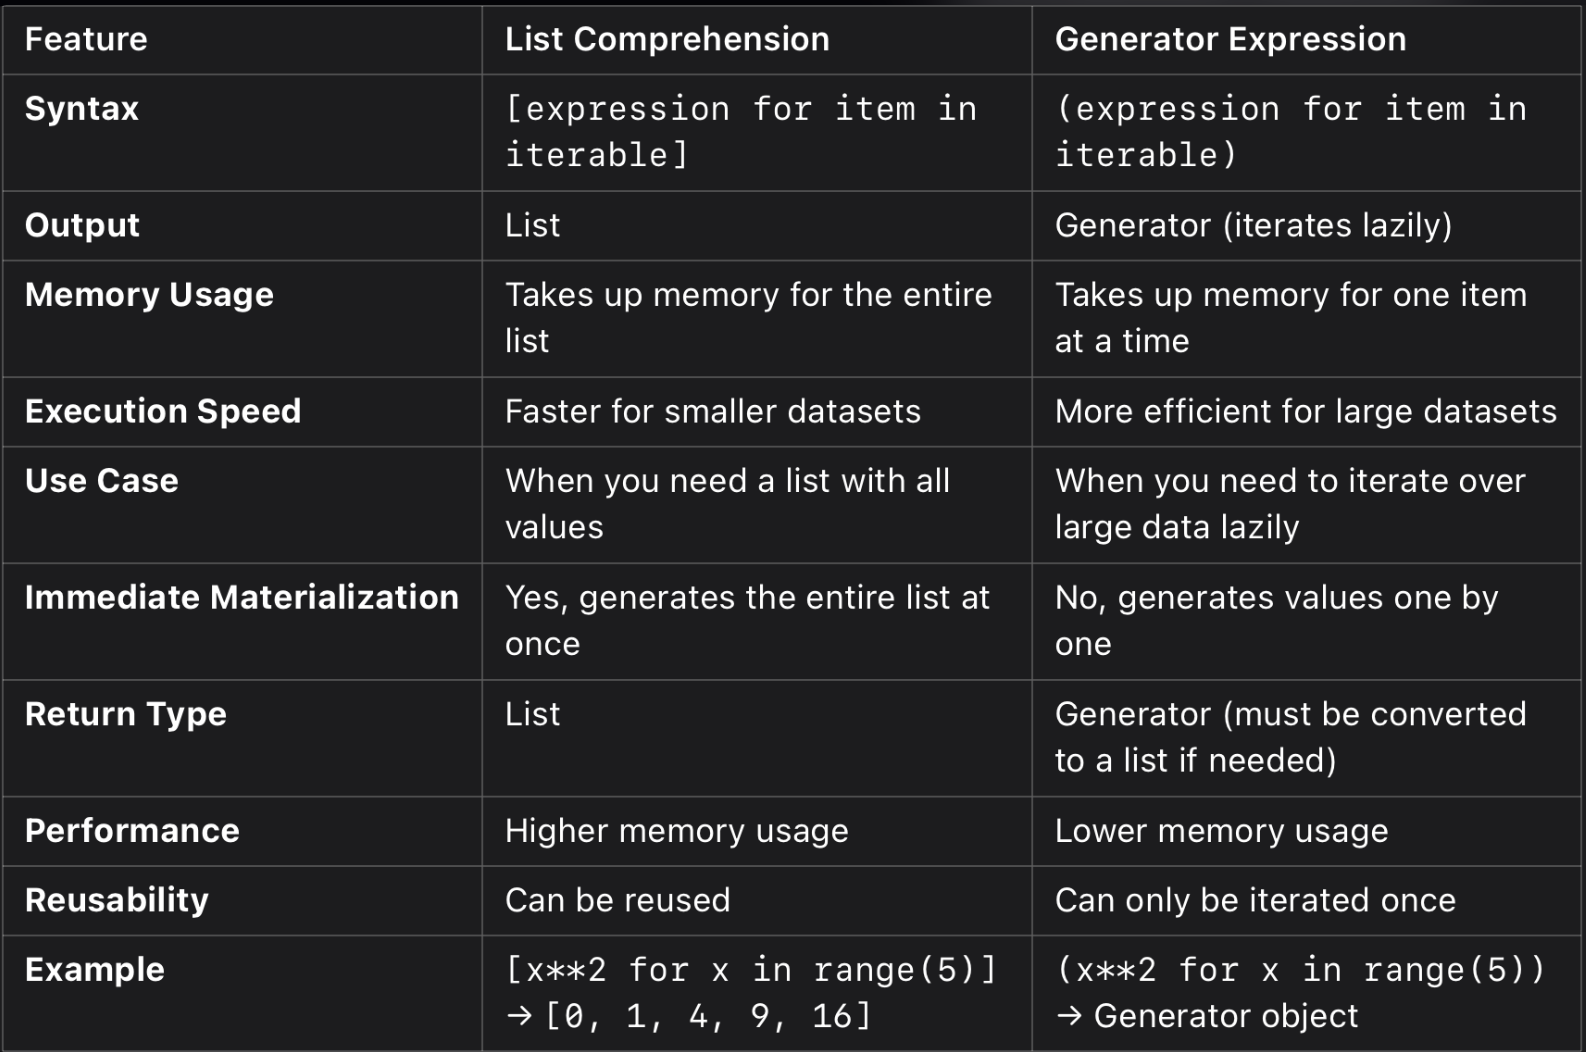 Feature List Comprehension Generator Expression
Syntax [expression for item in iterable] (expression for item in iterable)
Output List Generator (iterates lazily)
Memory Usage Takes up memory for the entire list Takes up memory for one item at a time
Execution Speed Faster for smaller datasets More efficient for large datasets
Use Case When you need a list with all values When you need to iterate over large data lazily
Immediate Materialization Yes, generates the entire list at once No, generates values one by one
Return Type List Generator (must be converted to a list if needed)
Performance Higher memory usage Lower memory usage
Reusability Can be reused Can only be iterated once
Example [x**2 for x in range(5)] → [0, 1, 4, 9, 16] (x**2 for x in range(5)) → Generator object